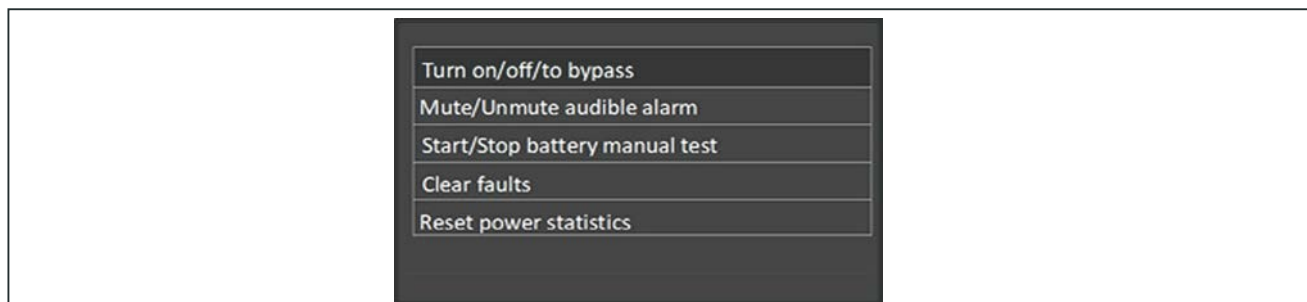 Turn on/off/to bypass
Mute/Unmute audible alarm
Start/Stop battery manual test
Clear faults
Reset power statistics